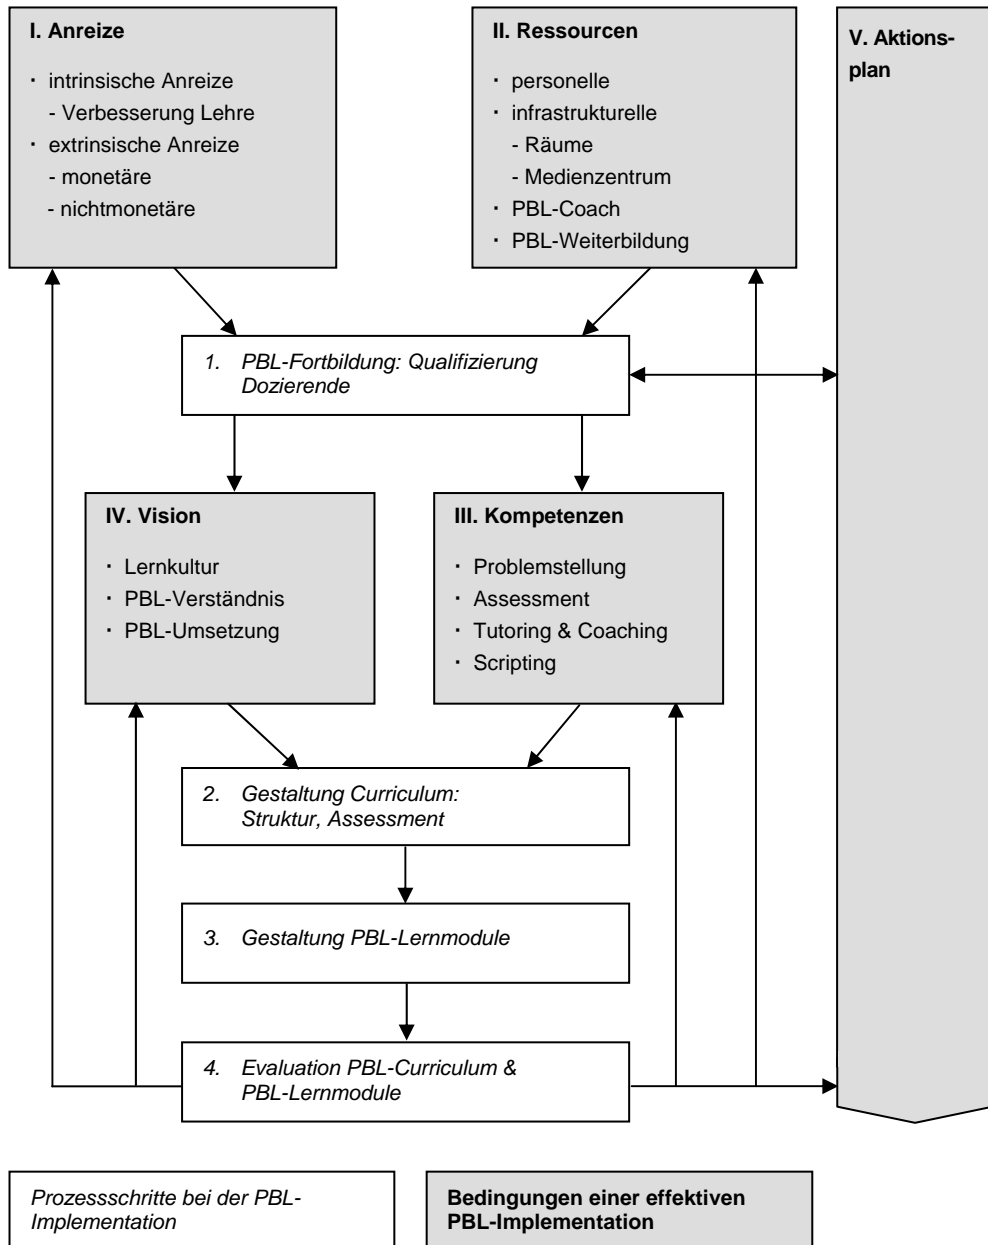 I. Anreize
· intrinsische Anreize
- Verbesserung Lehre
· extrinsische Anreize
- monetäre
- nichtmonetäre
II. Ressourcen
· personelle
· infrastrukturelle
- Räume
- Medienzentrum
· PBL-Coach
· PBL-Weiterbildung
V. Aktions-
plan
1. PBL-Fortbildung: Qualifizierung
Dozierende
IV. Vision
· Lernkultur
· PBL-Verständnis
· PBL-Umsetzung
III. Kompetenzen
· Problemstellung
· Assessment
· Tutoring & Coaching
· Scripting
2. Gestaltung Curriculum:
Struktur, Assessment
3. Gestaltung PBL-Lernmodule
4. Evaluation PBL-Curriculum &
PBL-Lernmodule
Prozessschritte bei der PBL-
Implementation
Bedingungen einer effektiven
PBL-Implementation